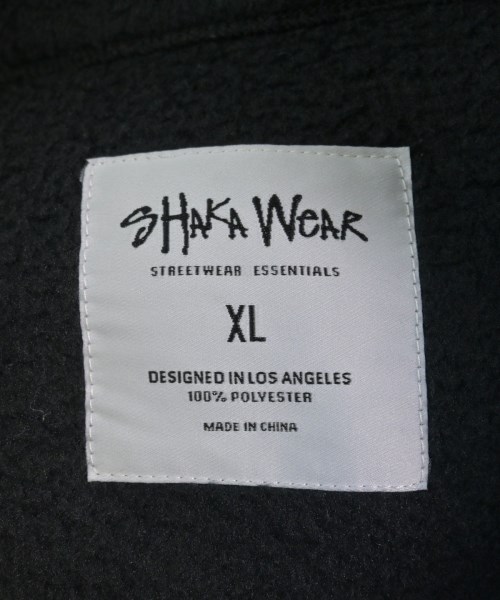 SHAKA WEAR
STREETWEAR ESSENTIALS
XL
DESIGNED IN LOS ANGELES
100% POLYESTER
MADE IN CHINA